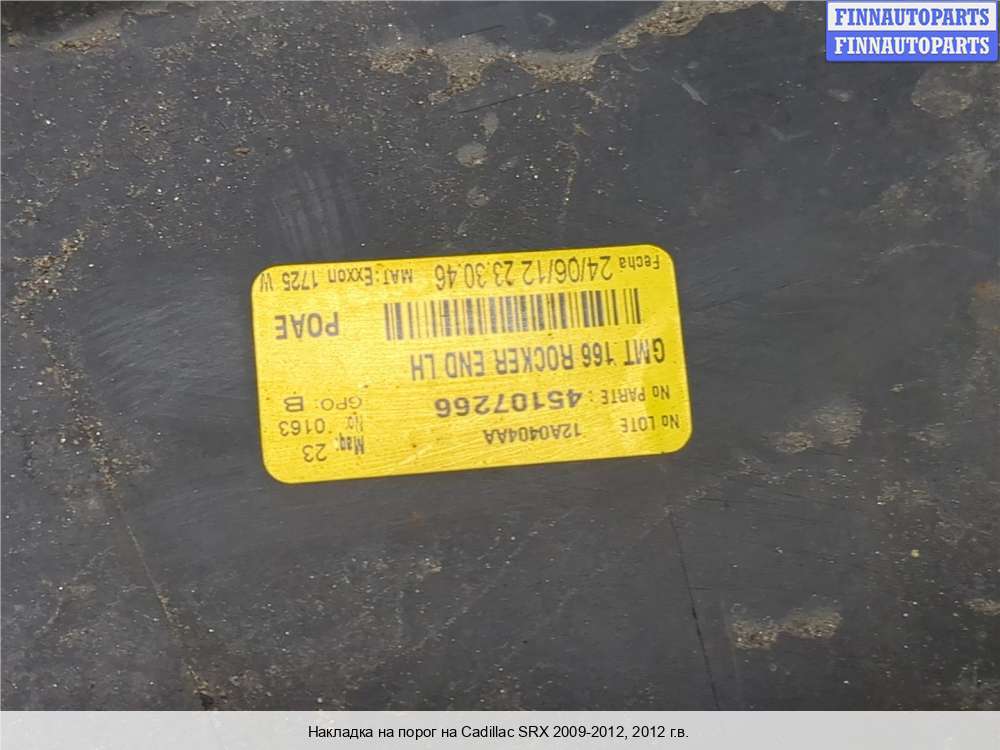 FINNAUTOPARTS
FINNAUTOPARTS
No LOTE 12A0404AA Maq: 23
No PARTE : 45107266 No: 0163
GPO: B
GMT 166 ROCKER END LH
POAE
Fecha 24/06/12 23.30.46 MAT:Exxon 1725 W
Накладка на порог на Cadillac SRX 2009-2012, 2012 г.в.